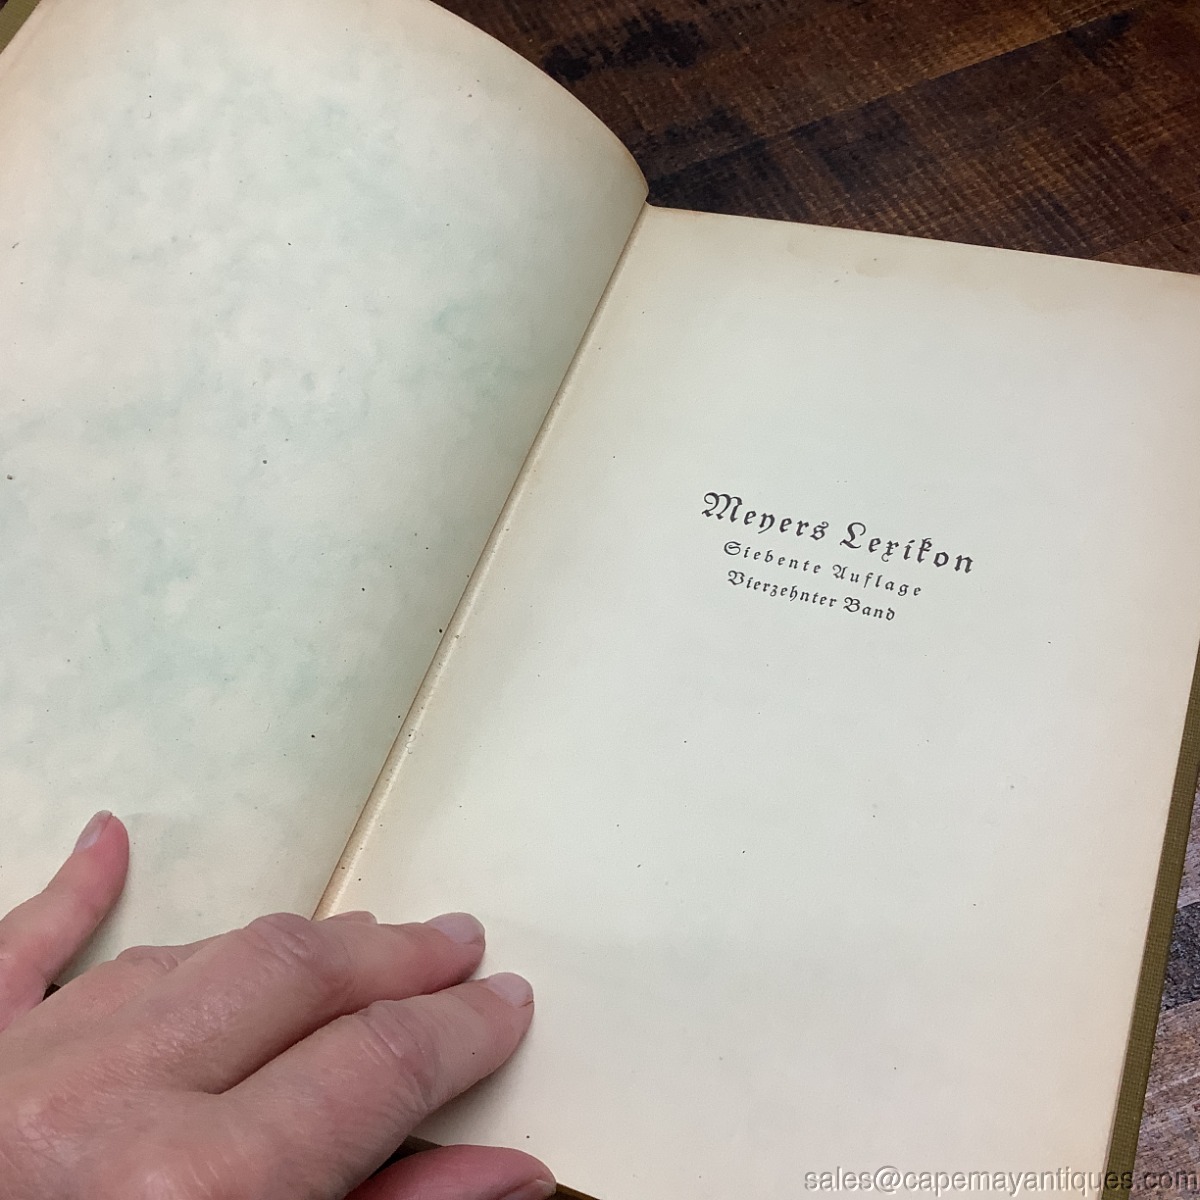 Meyers Lexikon
Siebente Auflage
Vierzehnter Band
sales@capemayantiques.com